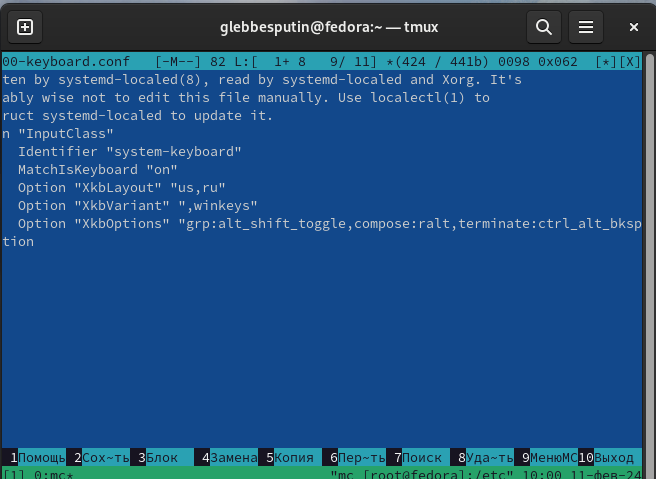 glebbesputin@fedora:~ — tmux
00-keyboard.conf [-M--] 82 L:[ 1+ 8 9/ 11] *(424 / 441b) 0098 0x062 [*][X]
ten by systemd-localed(8), read by systemd-localed and Xorg. It's
ably wise not to edit this file manually. Use localectl(1) to
ruct systemd-localed to update it.
n "InputClass"
Identifier "system-keyboard"
MatchIsKeyboard "on"
Option "XkbLayout" "us,ru"
Option "XkbVariant" ",winkeys"
Option "XkbOptions" "grp:alt_shift_toggle,compose:ralt,terminate:ctrl_alt_bksp
tion
1Помощь 2Сох~ть 3Блок 4Замена 5Копия 6Пер~ть 7Поиск 8Уда~ть 9МенюMC 10Выход
[1] 0:mc* "mc [root@fedora]:/etc" 10:00 11-фев-24